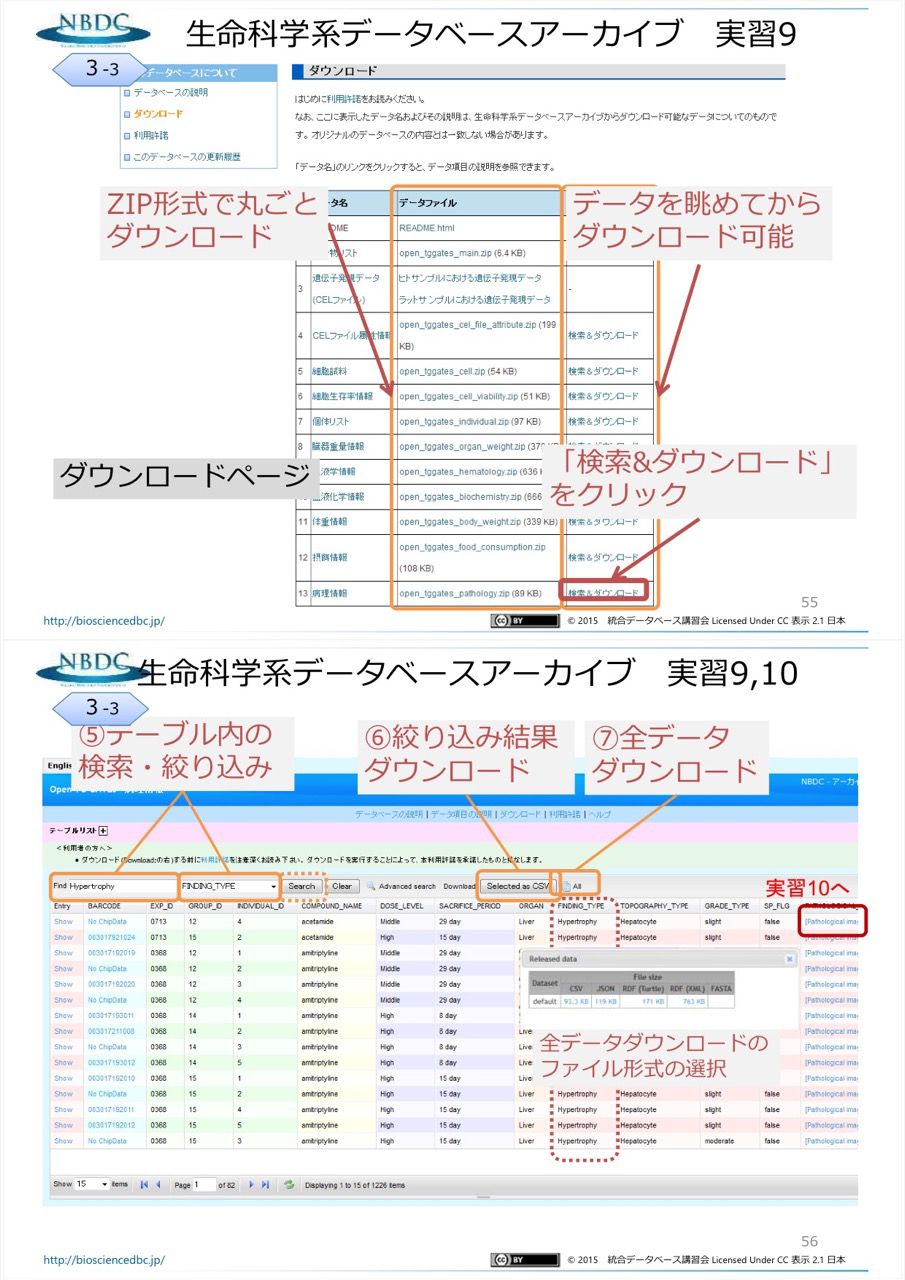 NBDC
生命科学系データベースアーカイブ　実習9
3-3
データベースについて
データベースの説明
ダウンロード
利用許諾
このデータベースの更新履歴
ダウンロード
はじめに利用許諾をお読みください。
なお、ここに表示したデータ名およびその説明は、生命科学系データベースアーカイブからダウンロード可能なデータについてのもので
す。オリジナルのデータベースの内容とは一致しない場合があります。
「データ名」のリンクをクリックすると、データ項目の説明を参照できます。
ZIP形式で丸ごと
ダウンロード
データを眺めてから
ダウンロード可能
タ名 データファイル
README.html
リスト open_tggates_main.zip (6.4 KB)
3 遺伝子発現データ (CELファイル) ヒトサンプルにおける遺伝子発現データ -
ラットサンプルにおける遺伝子発現データ
4 CELファイル属性情報 open_tggates_cel_file_attribute.zip (199 KB) 検索&ダウンロード
5 細胞試料 open_tggates_cell.zip (54 KB) 検索&ダウンロード
6 細胞生存率情報 open_tggates_cell_viability.zip (51 KB) 検索&ダウンロード
7 個体リスト open_tggates_individual.zip (97 KB) 検索&ダウンロード
8 臓器重量情報 open_tggates_organ_weight.zip
液学情報 open_tggates_hematology.zip (636
液化学情報 open_tggates_biochemistry.zip (666
11 体重情報 open_tggates_body_weight.zip (339 KB) 検索&ダウンロード
12 摂餌情報 open_tggates_food_consumption.zip (108 KB) 検索&ダウンロード
13 病理情報 open_tggates_pathology.zip (89 KB) 検索&ダウンロード
ダウンロードページ
「検索&ダウンロード」
をクリック
55
http://biosciencedbc.jp/
CC BY © 2015　統合データベース講習会 Licensed Under CC 表示 2.1 日本
NBDC
生命科学系データベースアーカイブ　実習9,10
3-3
⑤テーブル内の
検索・絞り込み
⑥絞り込み結果
ダウンロード
⑦全データ
ダウンロード
Englis
NBDC - アーカイ
データベースの説明 | データ項目の説明 | ダウンロード | 利用許諾 | ヘルプ
テーブルリスト
<利用者の方へ>
ダウンロード(Download:の右)する前に利用許諾を注意深くお読み下さい。ダウンロードを実行することによって、本利用許諾を承諾したものと見なします。
Find Hypertrophy FINDING_TYPE Search Clear Advanced search Download: Selected as CSV All
実習10へ
Entry BARCODE EXP_ID GROUP_ID INDIVIDUAL_ID COMPOUND_NAME DOSE_LEVEL SACRIFICE_PERIOD ORGAN FINDING_TYPE TOPOGRAPHY_TYPE GRADE_TYPE SP_FLG PATHOLOGICAL_
Show No ChipData 0713 12 4 acetamide Middle 29 day Liver Hypertrophy Hepatocyte slight false [Pathological imag
Show 003017921024 0713 15 2 acetamide High 15 day Liver Hypertrophy Hepatocyte slight false [Pathological imag
Show 003017192019 0368 12 1 amitriptyline Middle 29 day [Pathological imag
Show No ChipData 0368 12 2 amitriptyline Middle 29 day [Pathological imag
Show 003017192020 0368 12 3 amitriptyline Middle 29 day [Pathological imag
Show No ChipData 0368 12 4 amitriptyline Middle 29 day [Pathological imag
Show 003017193011 0368 14 1 amitriptyline High 8 day [Pathological imag
Show 003017211008 0368 14 2 amitriptyline High 8 day Live [Pathological imag
Show No ChipData 0368 14 3 amitriptyline High 8 day Live [Pathological imag
Show 003017193012 0368 14 5 amitriptyline High 8 day Live [Pathological imag
Show 003017192010 0368 15 1 amitriptyline High 15 day Live [Pathological imag
Show No ChipData 0368 15 2 amitriptyline High 15 day Liver Hypertrophy Hepatocyte slight false [Pathological imag
Show 003017192011 0368 15 4 amitriptyline High 15 day Liver Hypertrophy Hepatocyte slight false [Pathological imag
Show 003017192012 0368 15 5 amitriptyline High 15 day Liver Hypertrophy Hepatocyte slight false [Pathological imag
Show No ChipData 0368 15 3 amitriptyline High 15 day Liver Hypertrophy Hepatocyte moderate false [Pathological imag
Released data
Dataset File size
CSV JSON RDF (Turtle) RDF (XML) FASTA
default 93.3 KB 119 KB 171 KB 763 KB
全データダウンロードの
ファイル形式の選択
Show 15 items Page 1 of 82 Displaying 1 to 15 of 1226 items
56
http://biosciencedbc.jp/
CC BY © 2015　統合データベース講習会 Licensed Under CC 表示 2.1 日本